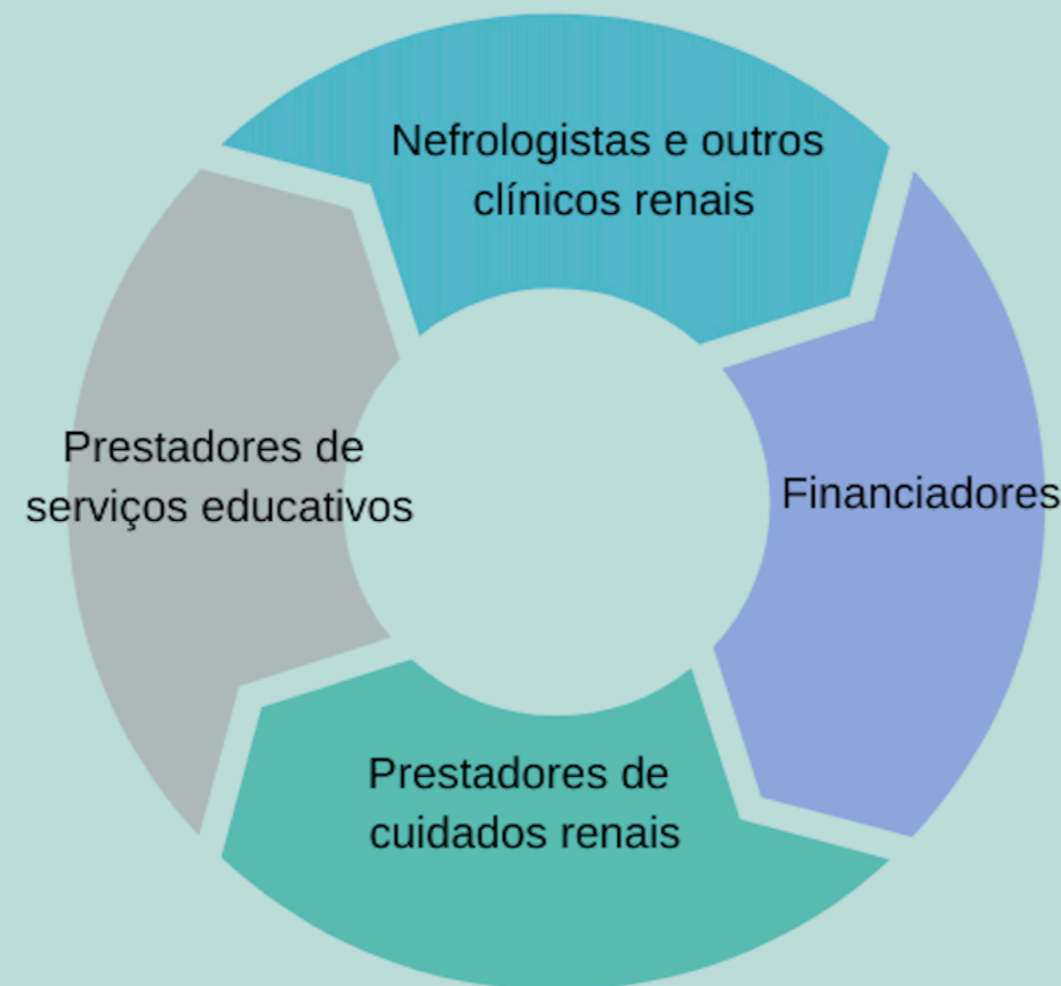 Nefrologistas e outros
clínicos renais
Financiadores
Prestadores de
cuidados renais
Prestadores de
serviços educativos